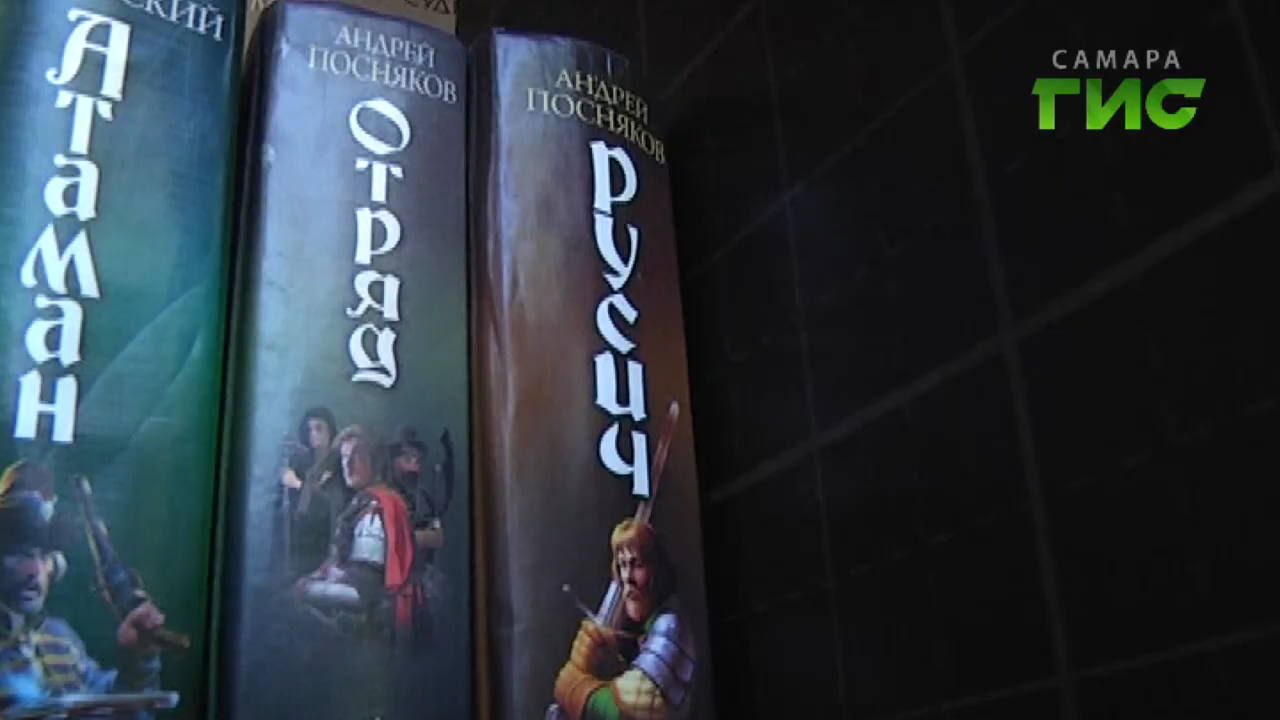 СКИЙ
Атаман
АНДРЕЙ
ПОСНЯКОВ
Отряд
АНДРЕЙ
ПОСНЯКОВ
Русич
САМАРА
ГИС